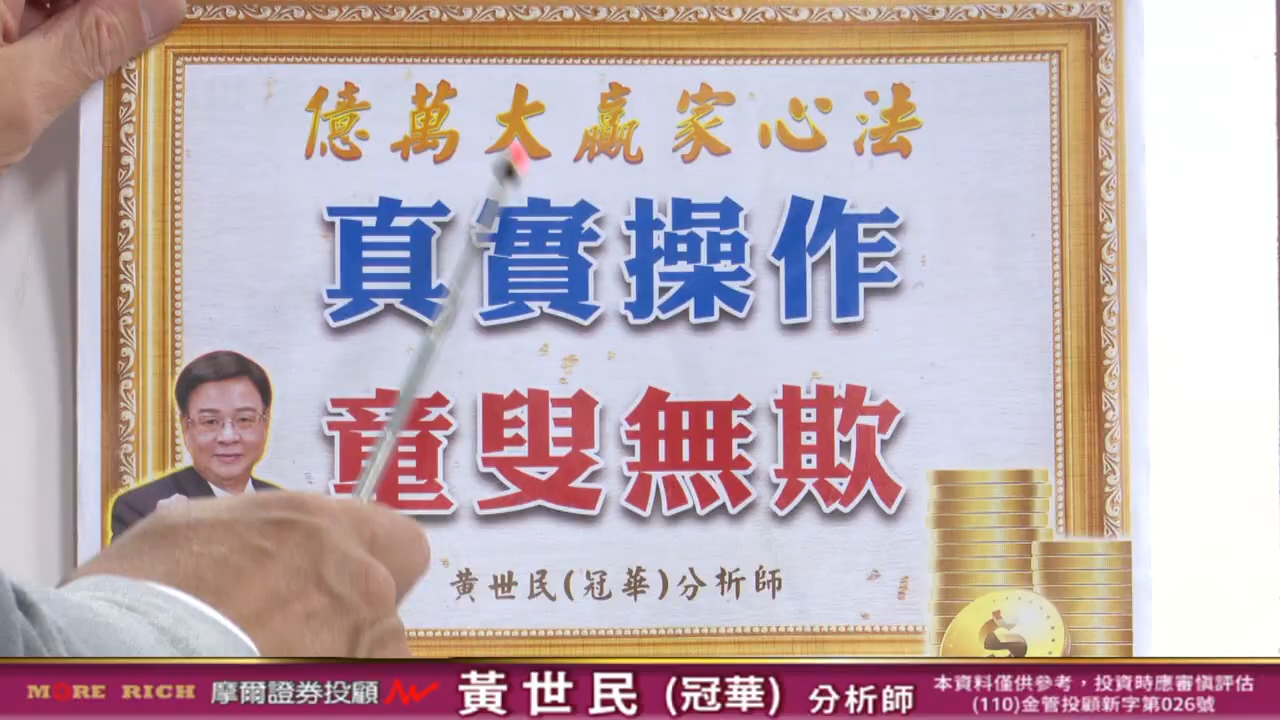 億萬大贏家心法
真實操作
童叟無欺
黃世民(冠華)分析師
MORE RICH 摩爾證券投顧 黃世民(冠華)分析師
本資料僅供參考，投資時應審慎評估
(110)金管投顧新字第026號